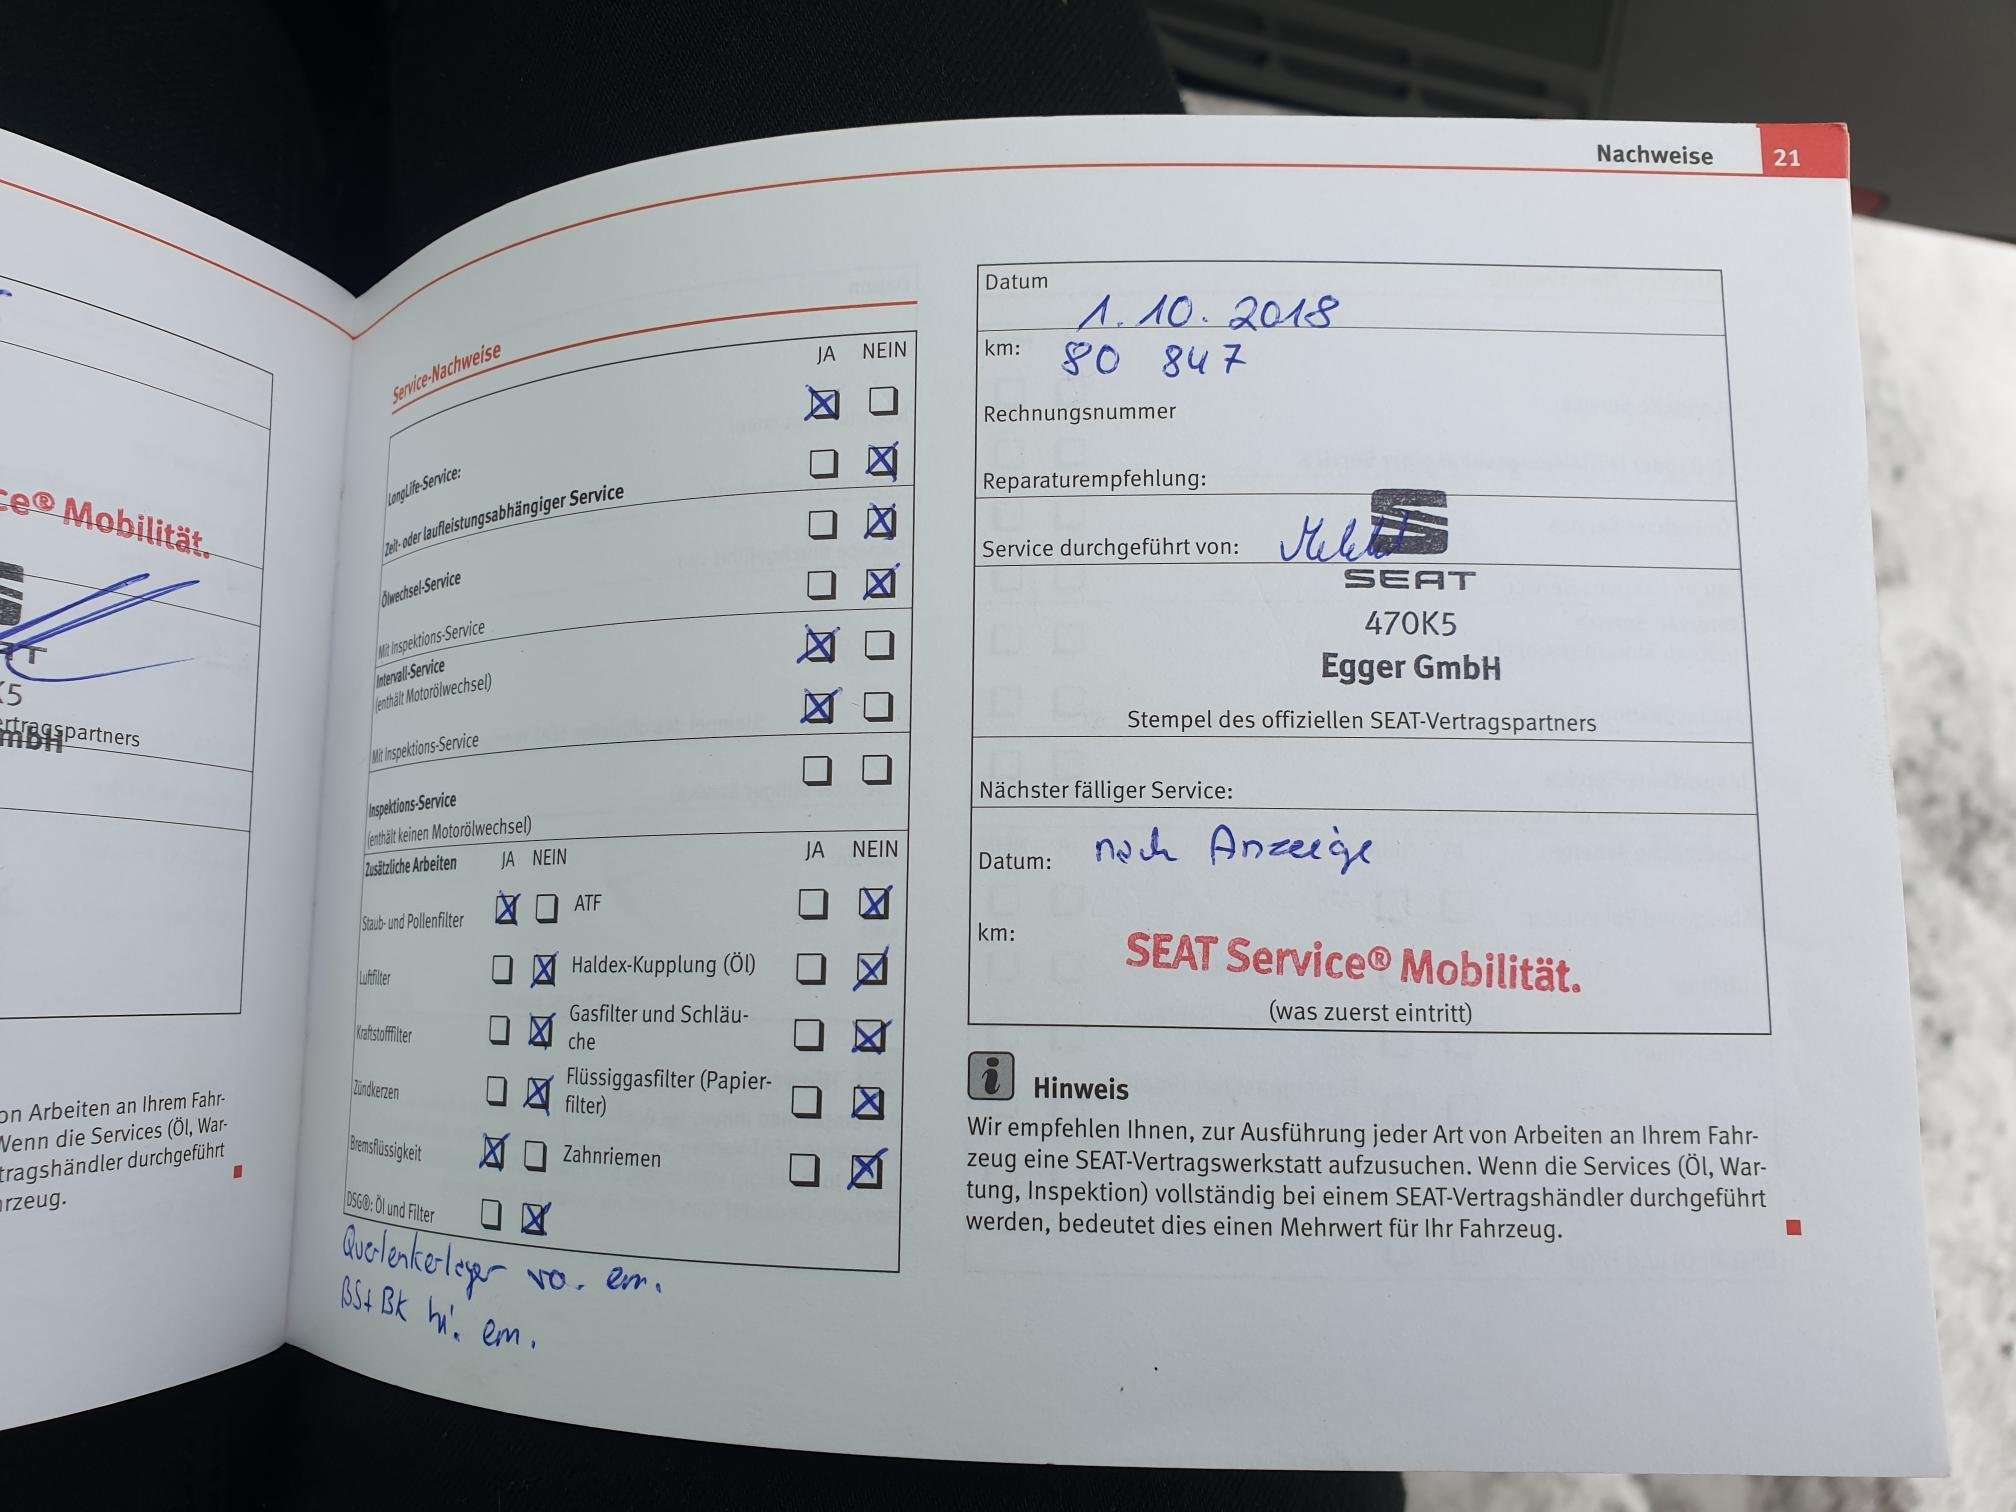 ce® Mobilität.
K5
ertragspartners
mbH
on Arbeiten an Ihrem Fahr-
Wenn die Services (Öl, War-
tragshändler durchgeführt
rzeug.
Nachweise 21
Service-Nachweise
JA NEIN
LongLife-Service:
Zeit- oder laufleistungsabhängiger Service
Ölwechsel-Service
Mit Inspektions-Service
Intervall-Service
(enthält Motorölwechsel)
Mit Inspektions-Service
Inspektions-Service
(enthält keinen Motorölwechsel)
Zusätzliche Arbeiten JA NEIN JA NEIN
Staub- und Pollenfilter ATF
Luftfilter Haldex-Kupplung (Öl)
Kraftstofffilter Gasfilter und Schläu-
che
Zündkerzen Flüssiggasfilter (Papier-
filter)
Bremsflüssigkeit Zahnriemen
DSG®: Öl und Filter
Querlenkerlager vo. em.
BSt BK hi. em.
Datum
1.10.2018
km: 80 847
Rechnungsnummer
Reparaturempfehlung:
Service durchgeführt von:
SEAT
470K5
Egger GmbH
Stempel des offiziellen SEAT-Vertragspartners
Nächster fälliger Service:
Datum: nach Anzeige
km:
SEAT Service® Mobilität.
(was zuerst eintritt)
i Hinweis
Wir empfehlen Ihnen, zur Ausführung jeder Art von Arbeiten an Ihrem Fahr-
zeug eine SEAT-Vertragswerkstatt aufzusuchen. Wenn die Services (Öl, War-
tung, Inspektion) vollständig bei einem SEAT-Vertragshändler durchgeführt
werden, bedeutet dies einen Mehrwert für Ihr Fahrzeug.